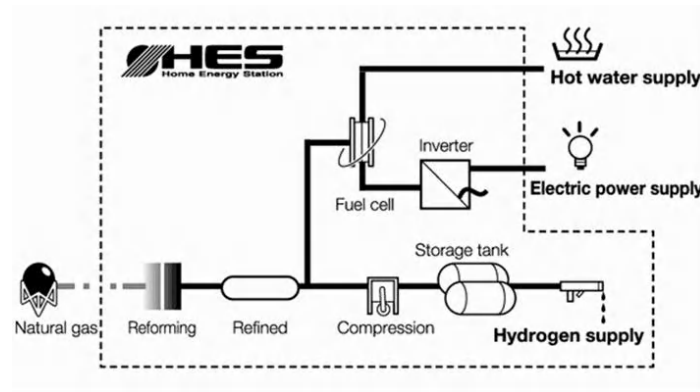 HES
Home Energy Station
Hot water supply
Inverter
Electric power supply
Fuel cell
Storage tank
Natural gas
Reforming
Refined
Compression
Hydrogen supply